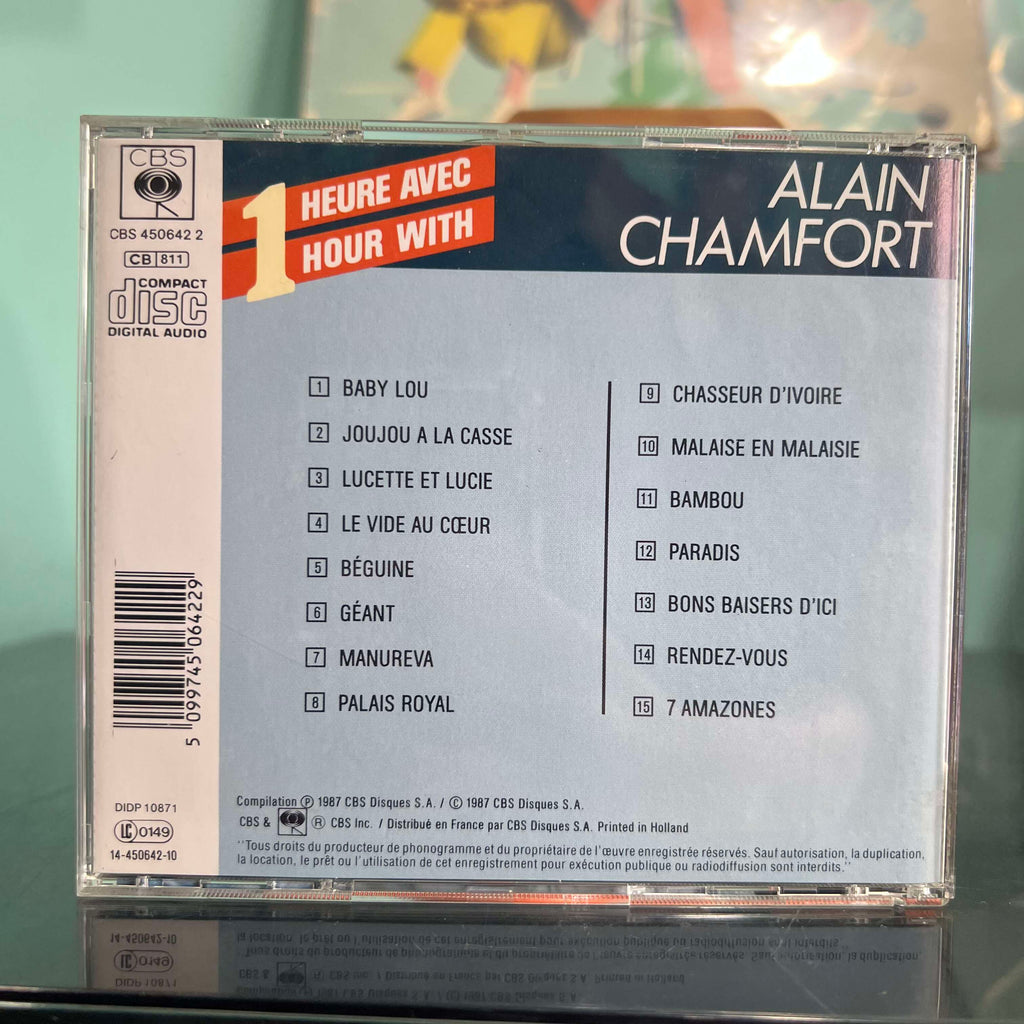 CBS
CBS 450642 2
CB 811
COMPACT
disc
DIGITAL AUDIO
1 HEURE AVEC
HOUR WITH
ALAIN
CHAMFORT
1 BABY LOU
2 JOUJOU A LA CASSE
3 LUCETTE ET LUCIE
4 LE VIDE AU CŒUR
5 BÉGUINE
6 GÉANT
7 MANUREVA
8 PALAIS ROYAL
9 CHASSEUR D'IVOIRE
10 MALAISE EN MALAISIE
11 BAMBOU
12 PARADIS
13 BONS BAISERS D'ICI
14 RENDEZ-VOUS
15 7 AMAZONES
5 099745 064229
DIDP 10871
LC 0149
14-450642-10
Compilation Ⓟ 1987 CBS Disques S.A. / © 1987 CBS Disques S.A.
CBS & ® CBS Inc. / Distribué en France par CBS Disques S.A. Printed in Holland
"Tous droits du producteur de phonogramme et du propriétaire de l'œuvre enregistrée réservés. Sauf autorisation, la duplication,
la location, le prêt ou l'utilisation de cet enregistrement pour exécution publique ou radiodiffusion sont interdits."